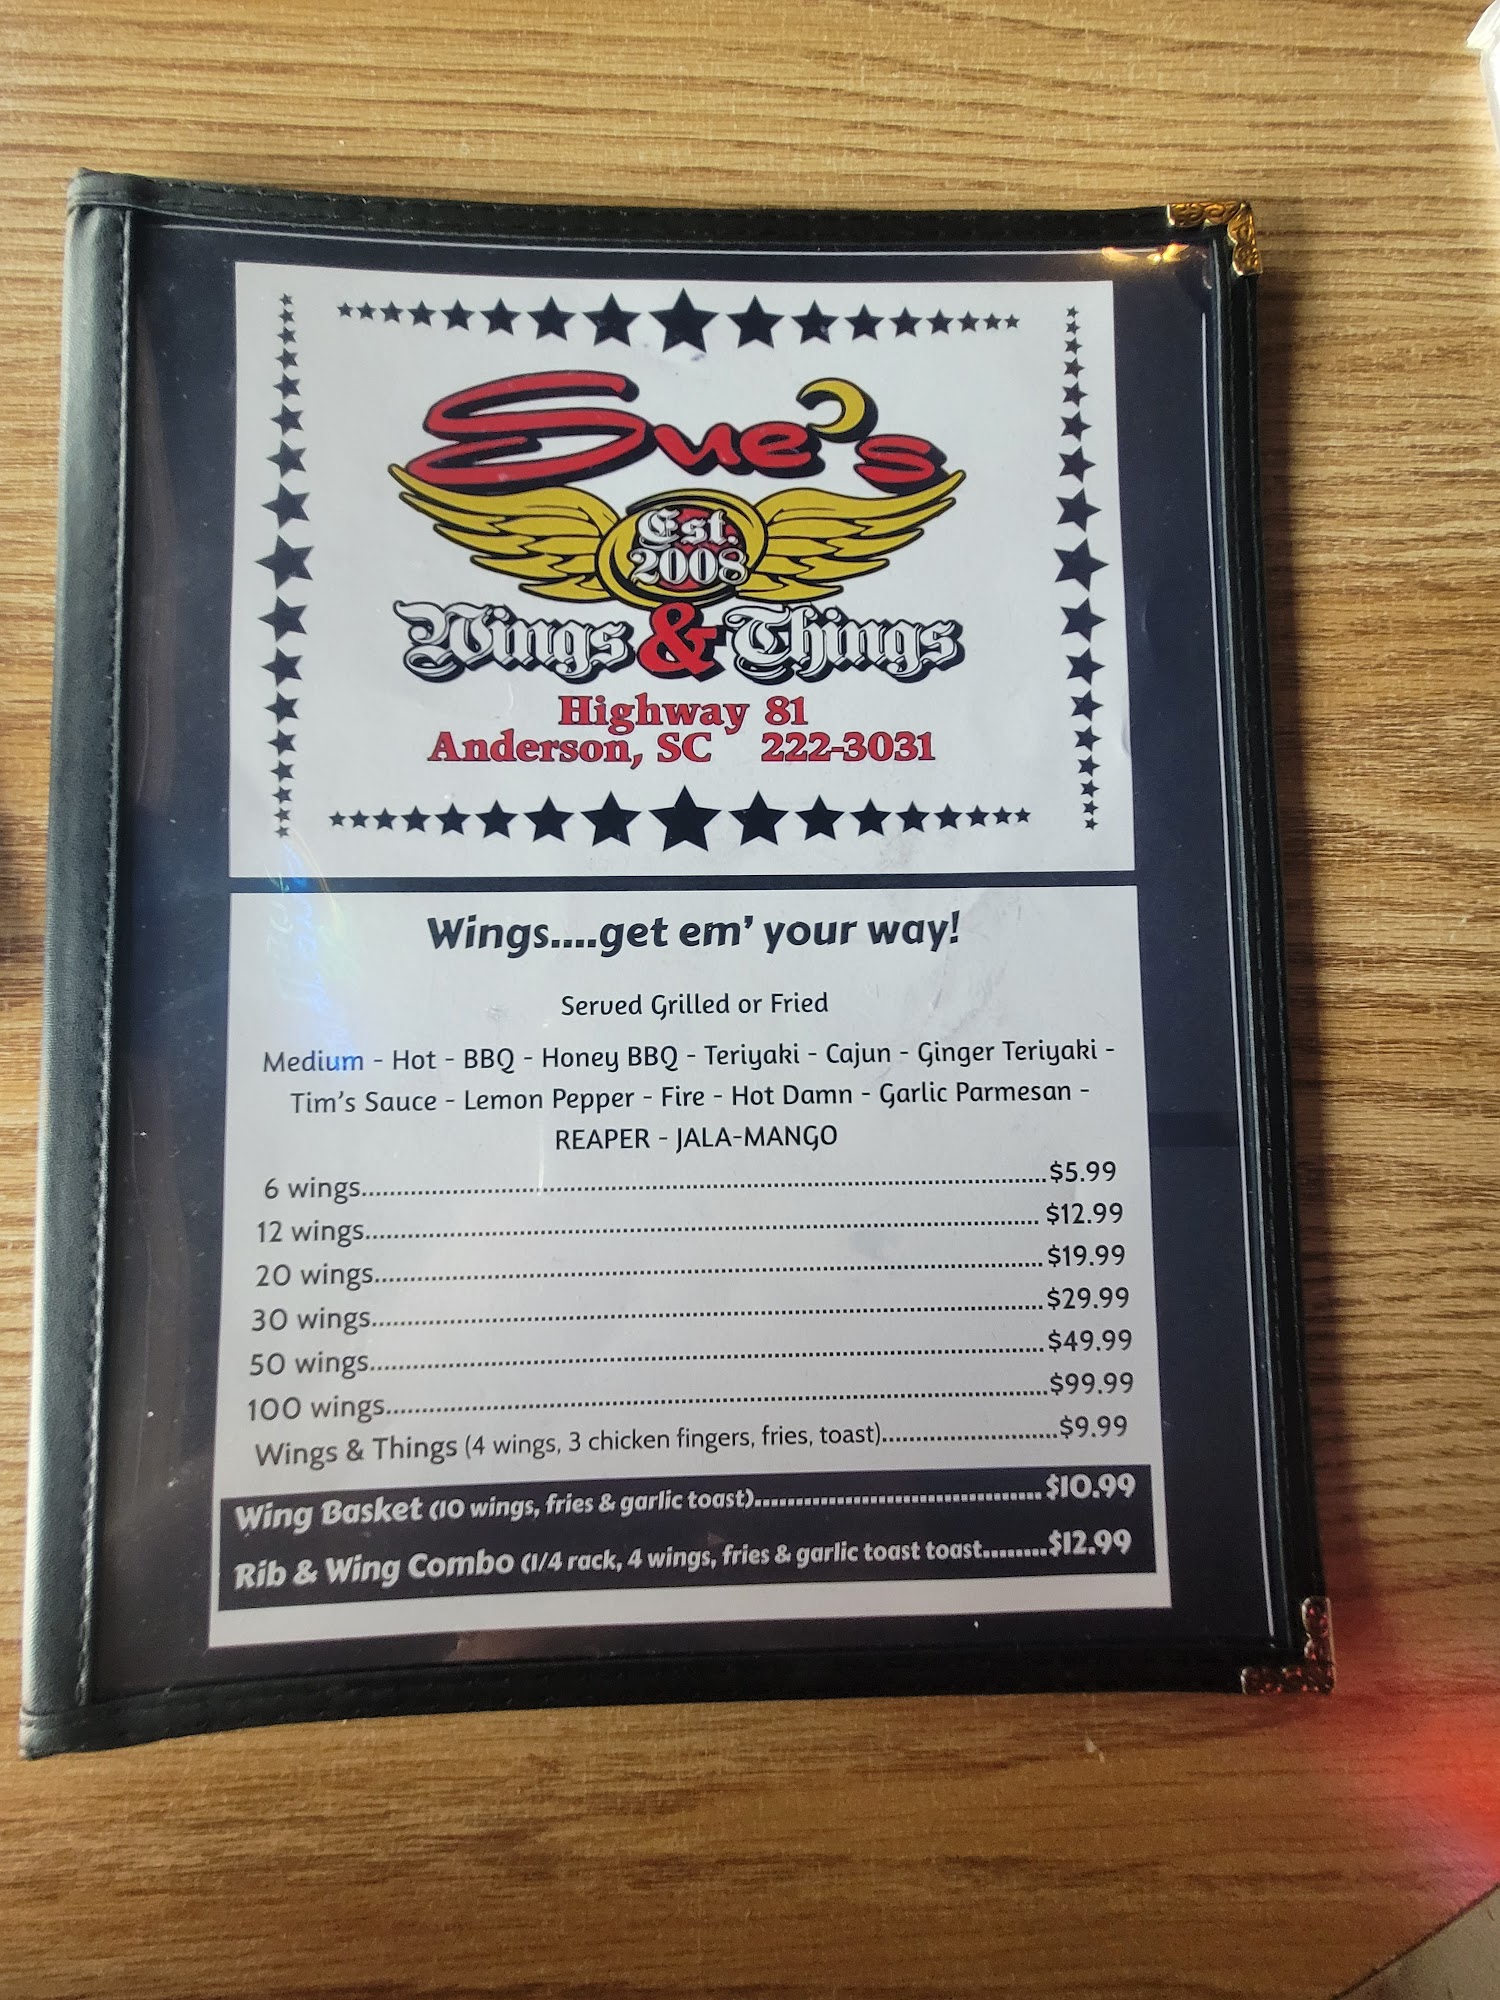 Sue's
Est.
2008
Wings & Things
Highway 81
Anderson, SC 222-3031
Wings....get em' your way!
Served Grilled or Fried
Medium - Hot - BBQ - Honey BBQ - Teriyaki - Cajun - Ginger Teriyaki -
Tim's Sauce - Lemon Pepper - Fire - Hot Damn - Garlic Parmesan -
REAPER - JALA-MANGO
6 wings....................$5.99
12 wings....................$12.99
20 wings....................$19.99
30 wings....................$29.99
50 wings....................$49.99
100 wings....................$99.99
Wings & Things (4 wings, 3 chicken fingers, fries, toast)....................$9.99
Wing Basket (10 wings, fries & garlic toast)....................$10.99
Rib & Wing Combo (1/4 rack, 4 wings, fries & garlic toast toast.........$12.99